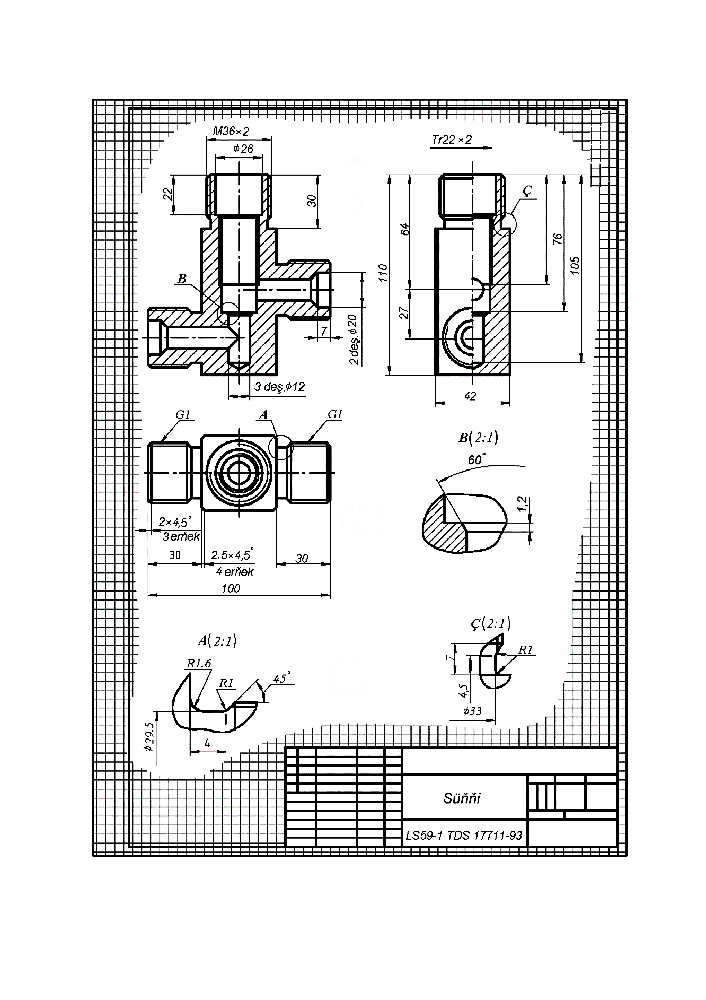 M36×2
ϕ26
22
30
B
7
2 deş.ϕ20
3 deş.ϕ12
Tr22 ×2
Ç
64
76
105
110
27
42
G1
A
G1
2×4,5°
3 erňek
30
2,5×4,5°
4 erňek
30
100
B(2:1)
60°
1,2
A(2:1)
R1,6
R1
45°
ϕ29,5
4
Ç(2:1)
R1
7
4,5
ϕ33
Süňňi
LS59-1 TDS 17711-93